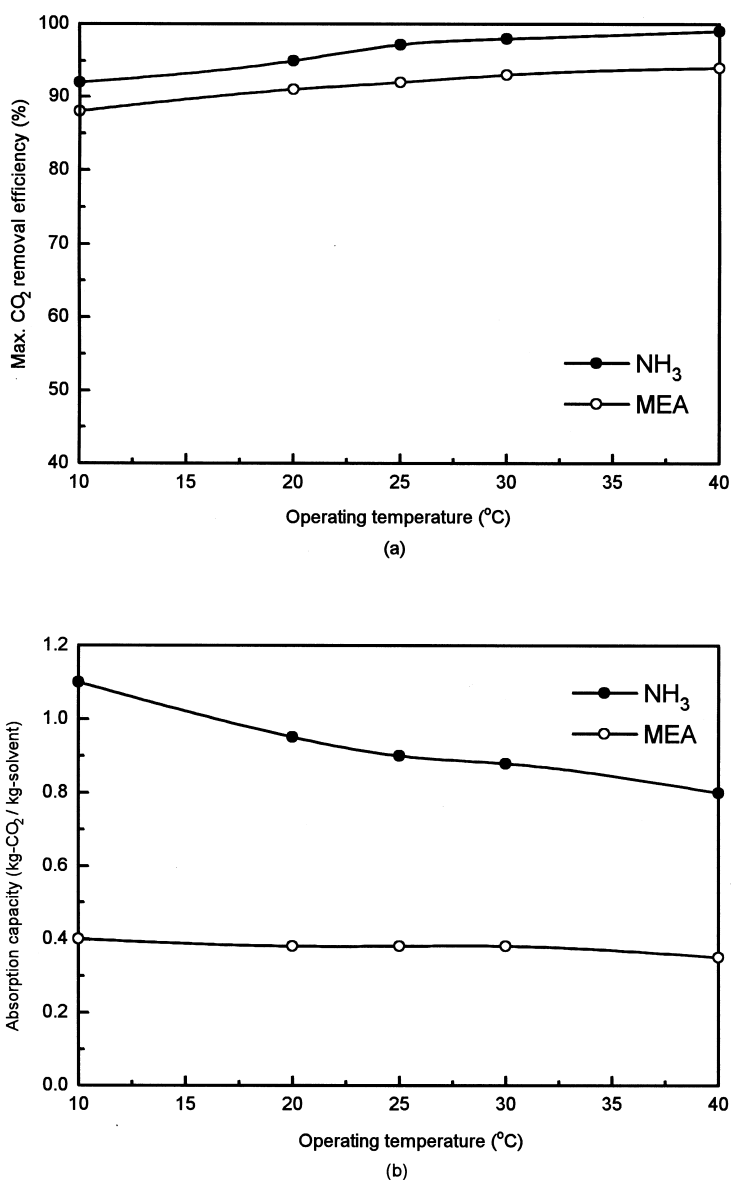 100
90
80
70
60
50
40
Max. CO₂ removal efficiency (%)
NH₃
MEA
10 15 20 25 30 35 40
Operating temperature (°C)
(a)
1.2
1.0
0.8
0.6
0.4
0.2
0.0
Absorption capacity (kg-CO₂ / kg-solvent)
NH₃
MEA
10 15 20 25 30 35 40
Operating temperature (°C)
(b)